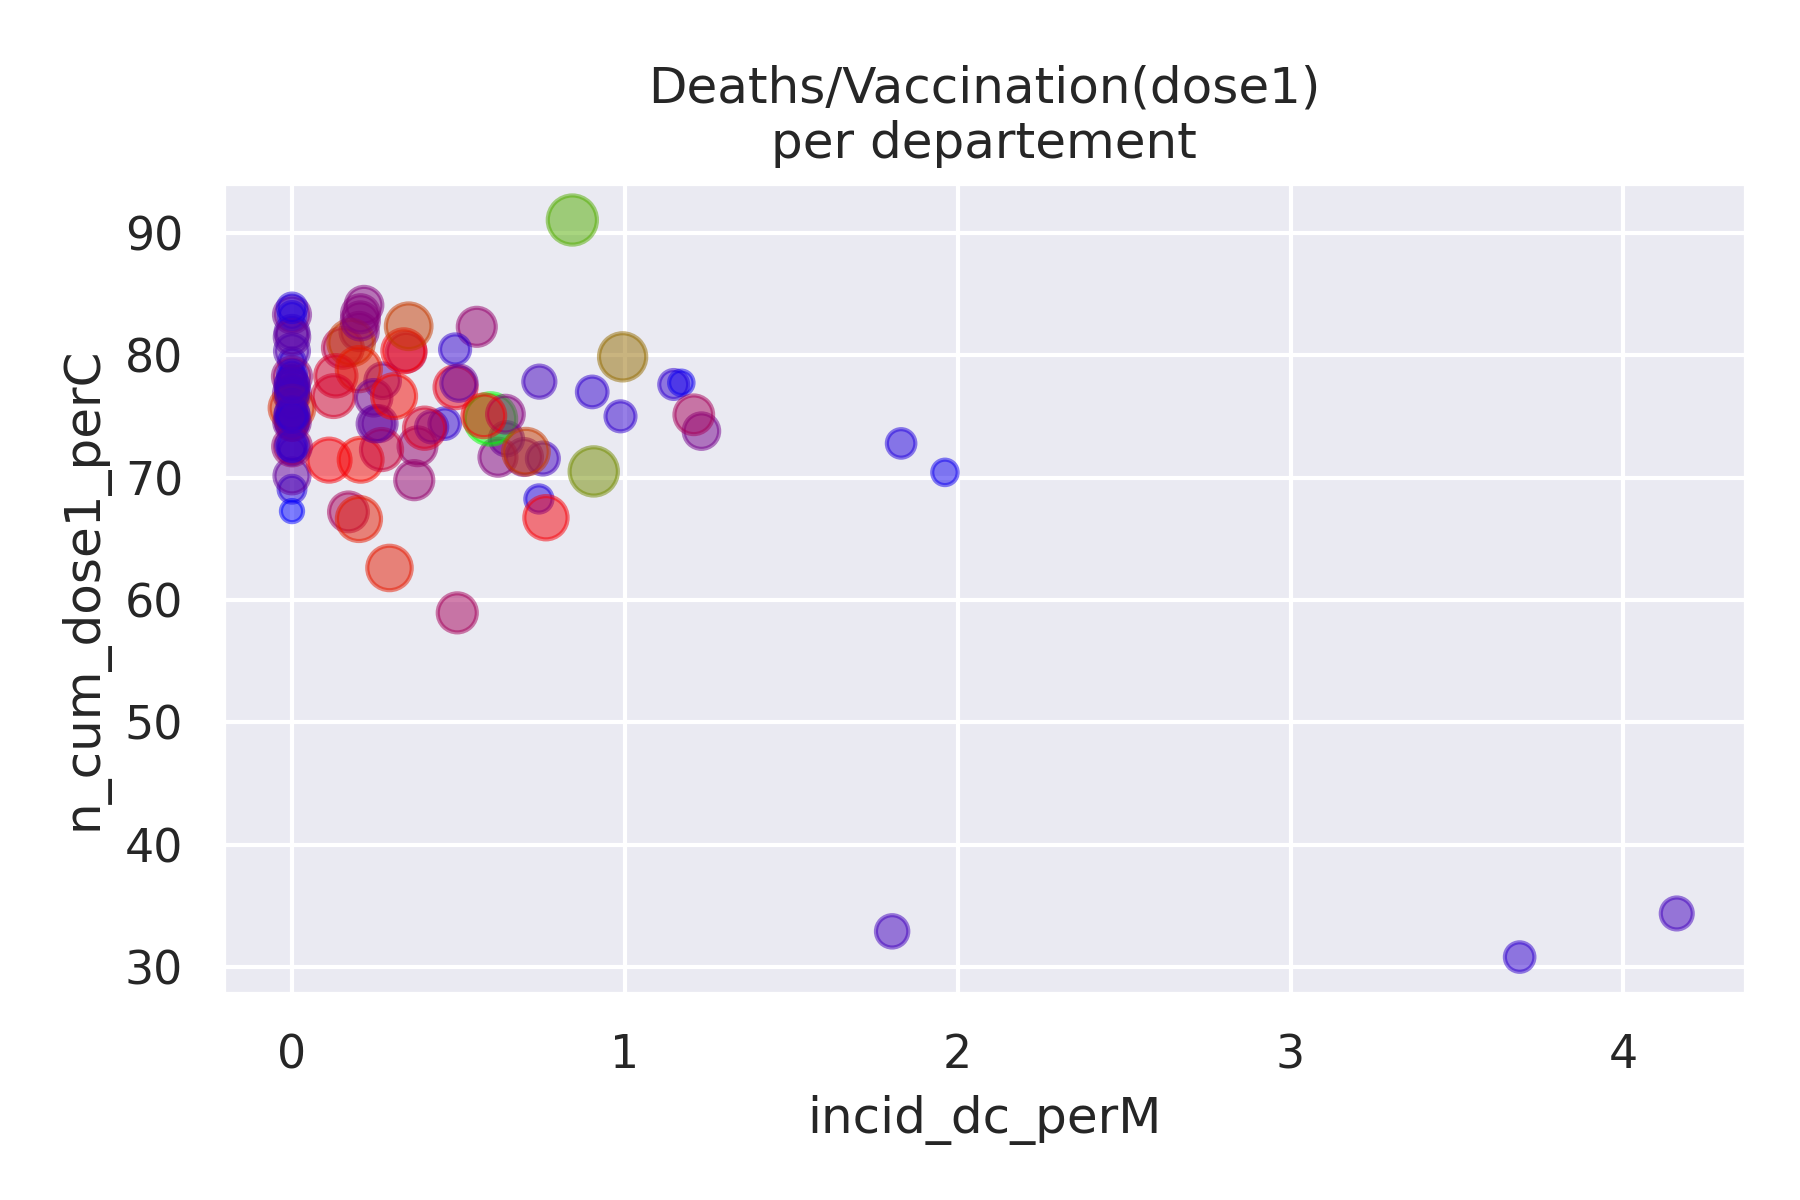 Deaths/Vaccination(dose1)
per departement
n_cum_dose1_perC
90
80
70
60
50
40
30
0 1 2 3 4
incid_dc_perM